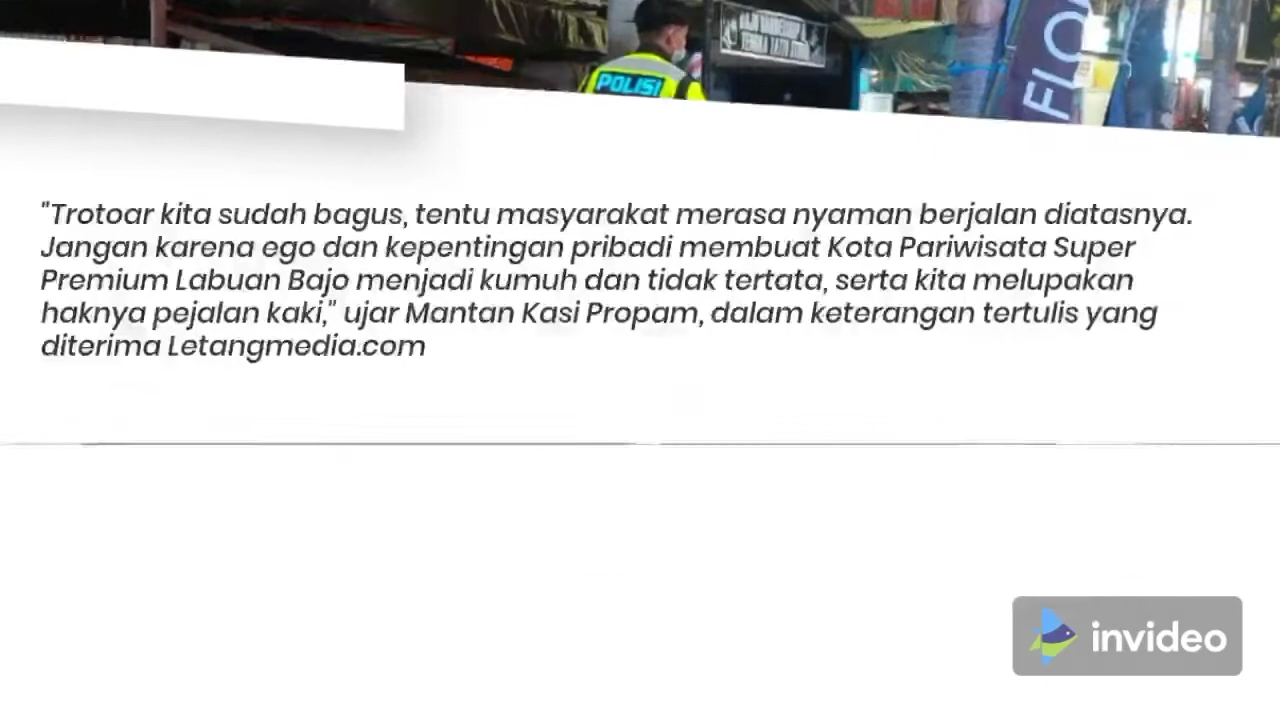 POLISI
FLO
"Trotoar kita sudah bagus, tentu masyarakat merasa nyaman berjalan diatasnya.
Jangan karena ego dan kepentingan pribadi membuat Kota Pariwisata Super
Premium Labuan Bajo menjadi kumuh dan tidak tertata, serta kita melupakan
haknya pejalan kaki," ujar Mantan Kasi Propam, dalam keterangan tertulis yang
diterima Letangmedia.com
invideo